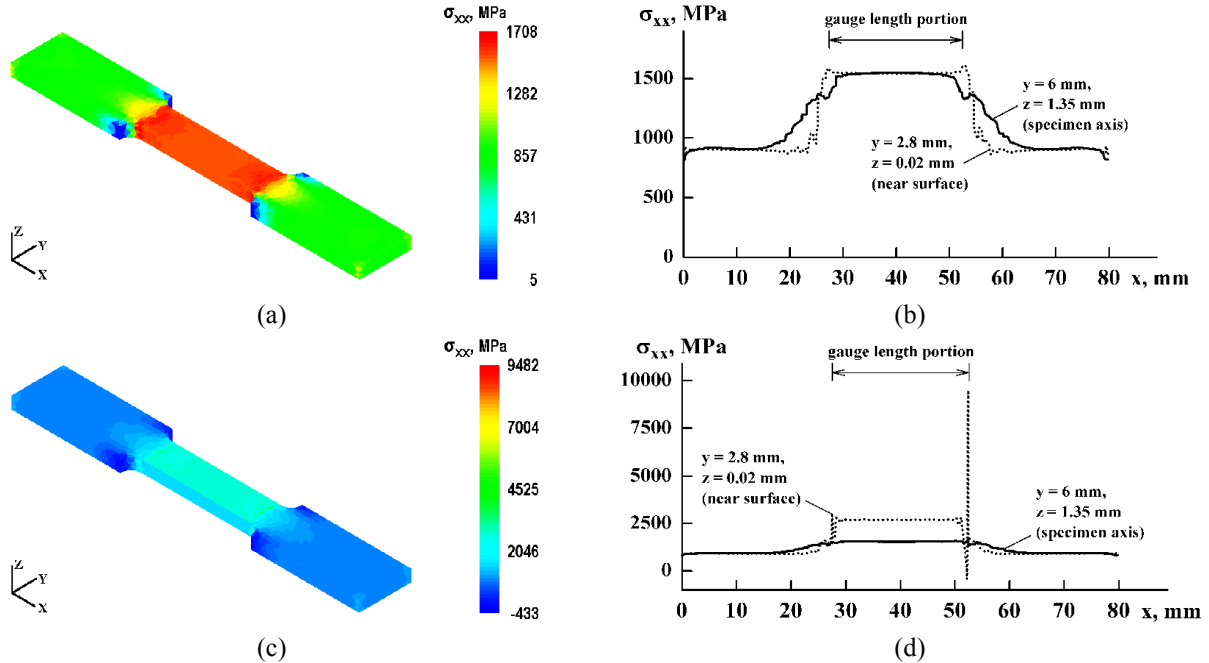 σxx, MPa
1708
1282
857
431
5
Z
Y
X
(a)
σxx, MPa
gauge length portion
1500
1000
500
0
y = 6 mm,
z = 1.35 mm
(specimen axis)
y = 2.8 mm,
z = 0.02 mm
(near surface)
0 10 20 30 40 50 60 70 80 x, mm
(b)
σxx, MPa
9482
7004
4525
2046
-433
Z
Y
X
(c)
σxx, MPa
gauge length portion
10000
7500
5000
2500
0
y = 2.8 mm,
z = 0.02 mm
(near surface)
y = 6 mm,
z = 1.35 mm
(specimen axis)
0 10 20 30 40 50 60 70 80 x, mm
(d)